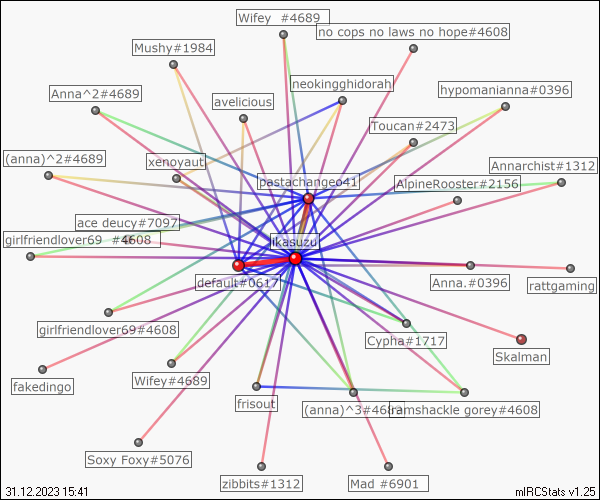 Wifey #4689
no cops no laws no hope#4608
Mushy#1984
neokingghidorah
hypomanianna#0396
Anna^2#4689
avelicious
Toucan#2473
(anna)^2#4689
xenoyaut
Annarchist#1312
pastachangeo41
AlpineRooster#2156
ace deucy#7097
girlfriendlover69 #4608
likasuzu
default#0617
Anna.#0396
rattgaming
girlfriendlover69#4608
Cypha#1717
Skalman
fakedingo
Wifey#4689
frisout
(anna)^3#4689
ramshackle gorey#4608
Soxy Foxy#5076
zibbits#1312
Mad #6901
31.12.2023 15:41
mIRCStats v1.25